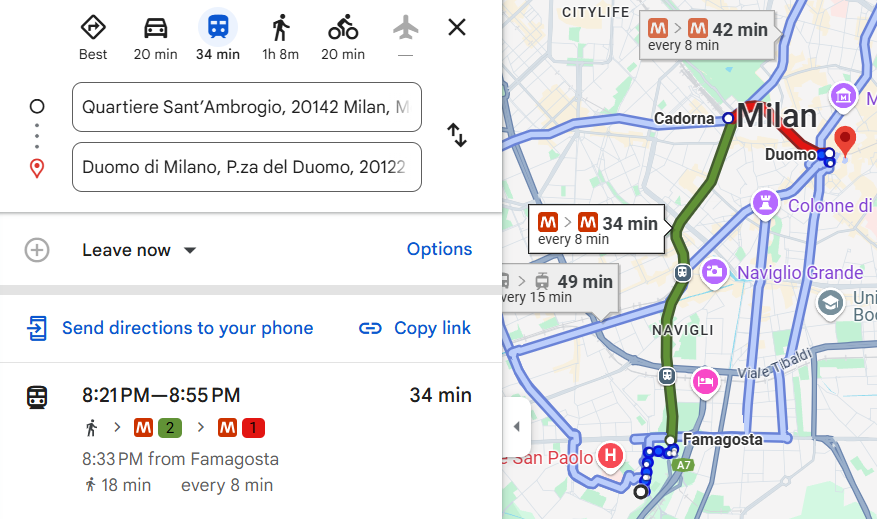 Best
20 min
34 min
1h 8m
20 min
—
Quartiere Sant'Ambrogio, 20142 Milan, M
Duomo di Milano, P.za del Duomo, 20122
Leave now
Options
Send directions to your phone
Copy link
8:21 PM—8:55 PM
34 min
M 2 > M 1
8:33 PM from Famagosta
18 min every 8 min
CITYLIFE
M > M 42 min
every 8 min
Cadorna
Milan
M
Duomo
Colonne di
M > M 34 min
every 8 min
Naviglio Grande
> 49 min
very 15 min
Uni
Boc
NAVIGLI
Viale Tibaldi
Famagosta
e San Paolo
H
A7